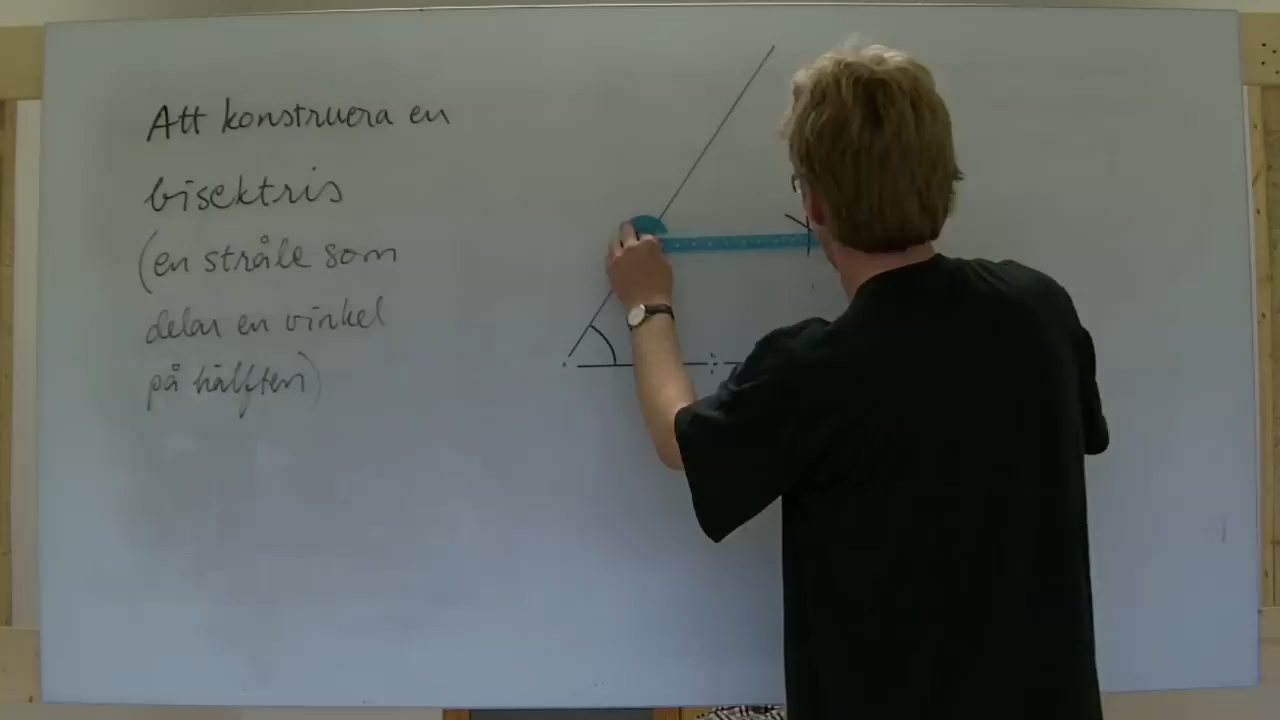 Att konstruera en
bisektris
(en stråle som
delar en vinkel
på hälften)